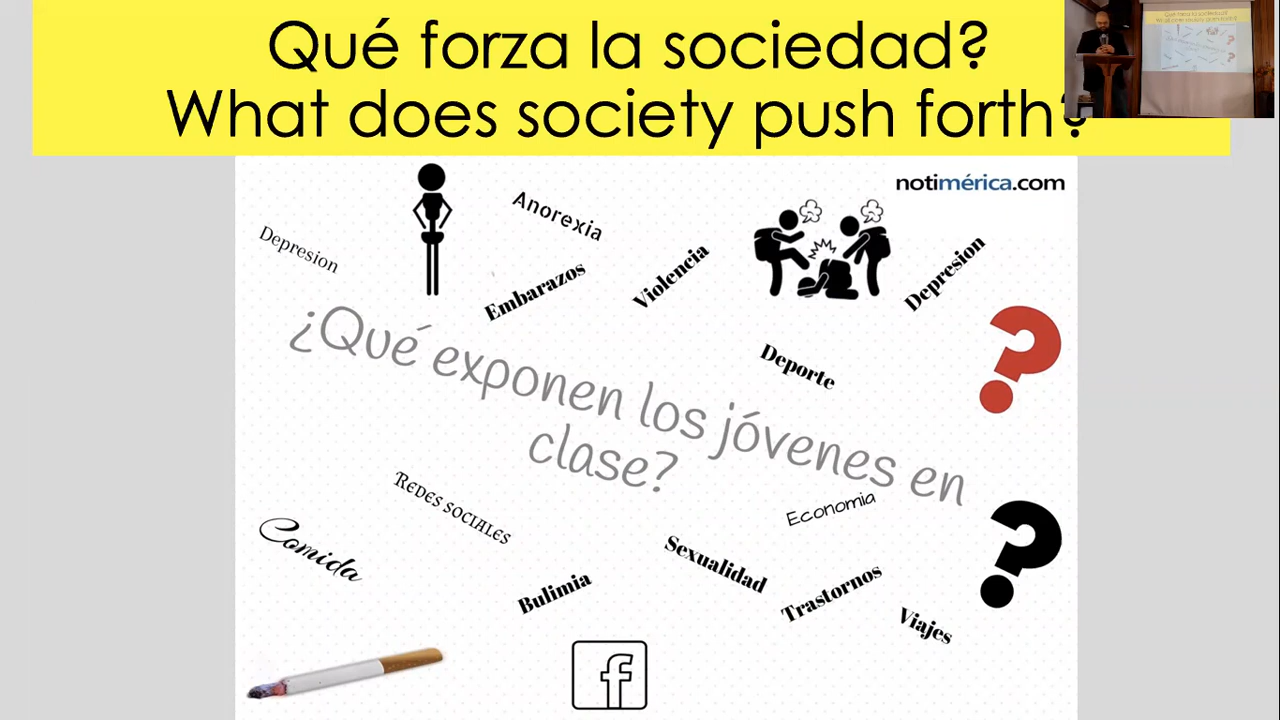 Qué forza la sociedad?
What does society push forth?
notimérica.com
Anorexia
Depresion
Embarazos
Violencia
Depresion
Deporte
¿Qué exponen los jóvenes en
clase?
Redes sociales
Economia
Comida
Sexualidad
Bulimia
Trastornos
Viajes
f